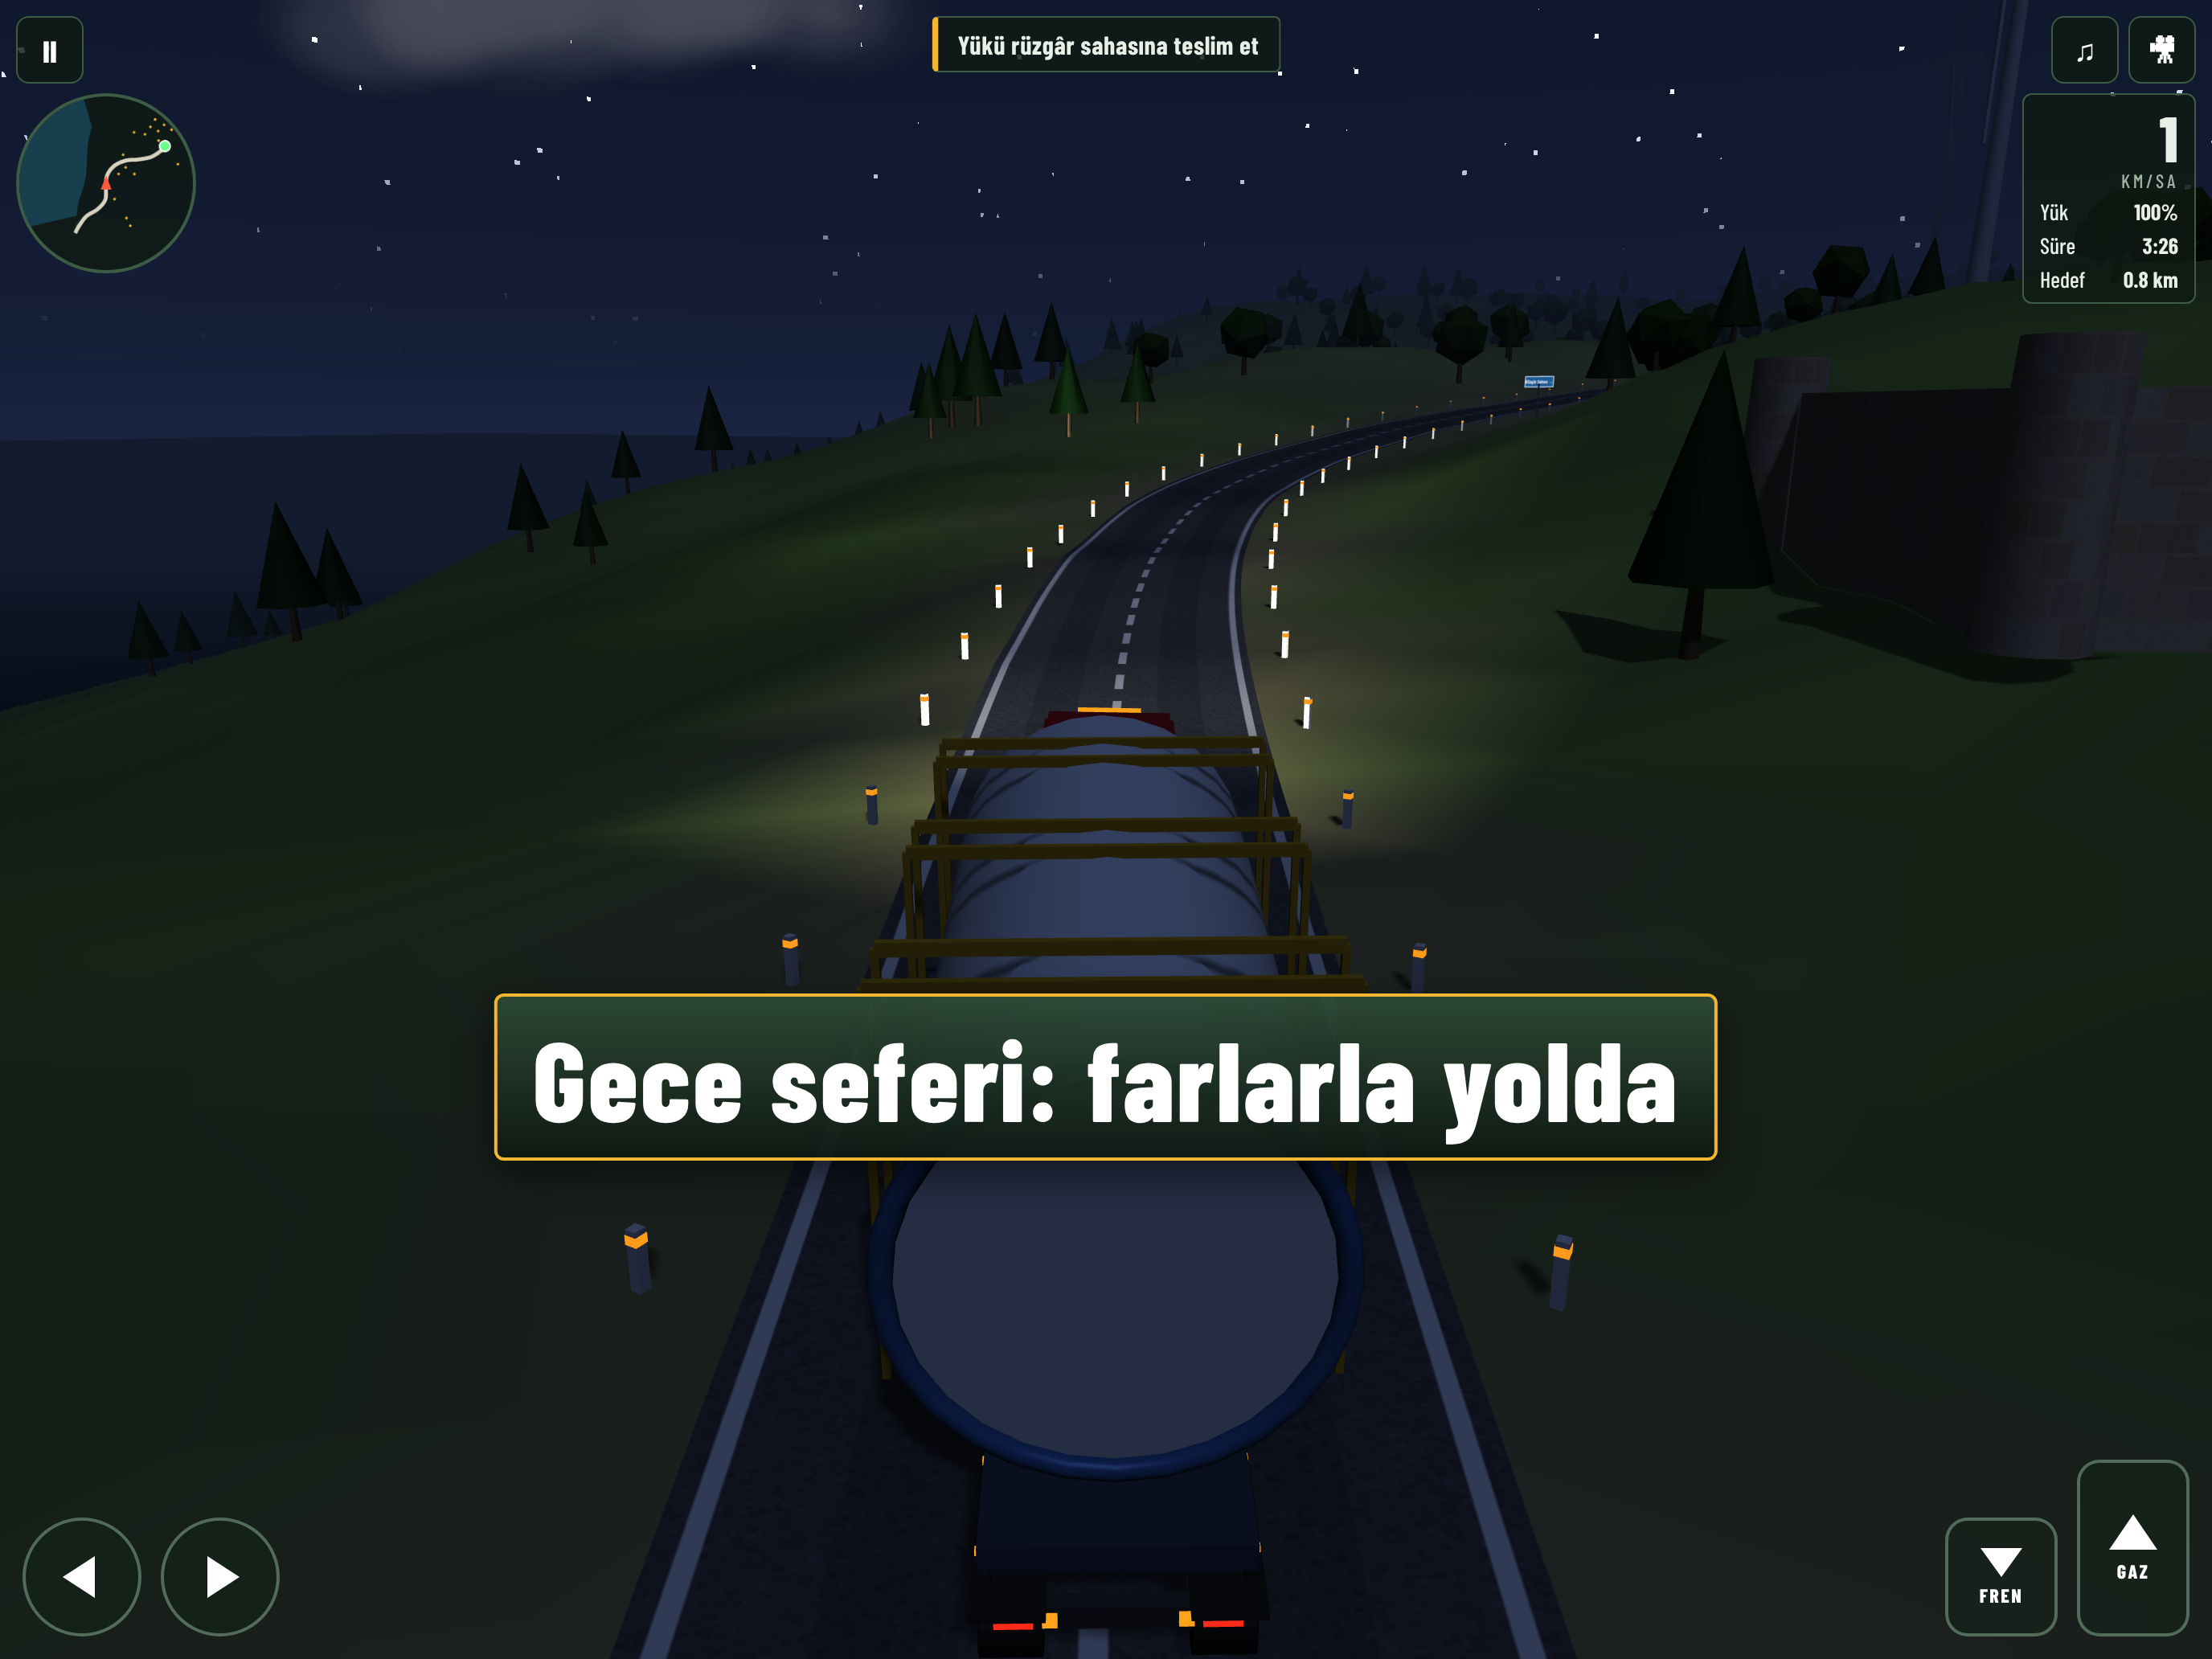 Yükü rüzgâr sahasına teslim et
1
KM/SA
Yük 100%
Süre 3:26
Hedef 0.8 km
Gece seferi: farlarla yolda
FREN
GAZ